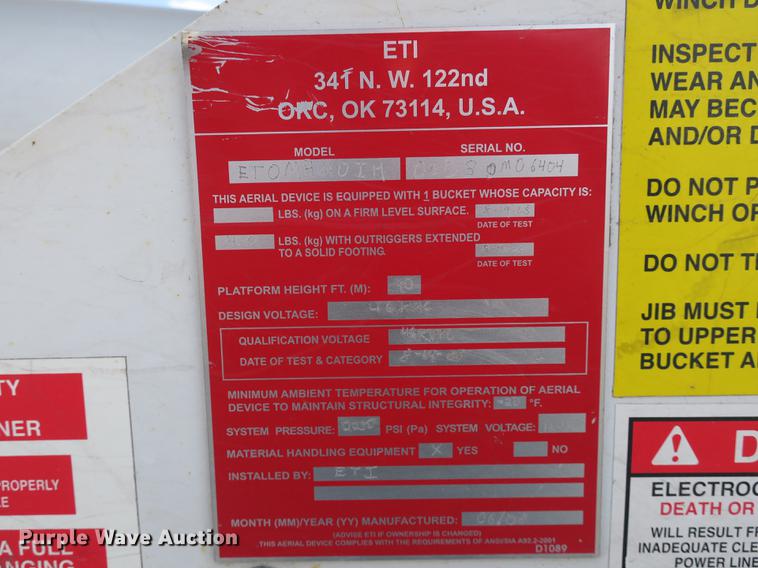 ETI
341 N. W. 122nd
OKC, OK 73114, U.S.A.
MODEL SERIAL NO.
THIS AERIAL DEVICE IS EQUIPPED WITH 1 BUCKET WHOSE CAPACITY IS:
LBS. (kg) ON A FIRM LEVEL SURFACE.
DATE OF TEST
LBS. (kg) WITH OUTRIGGERS EXTENDED
TO A SOLID FOOTING.
DATE OF TEST
PLATFORM HEIGHT FT. (M):
DESIGN VOLTAGE:
QUALIFICATION VOLTAGE
DATE OF TEST & CATEGORY
MINIMUM AMBIENT TEMPERATURE FOR OPERATION OF AERIAL
DEVICE TO MAINTAIN STRUCTURAL INTEGRITY: °F.
SYSTEM PRESSURE: PSI (Pa) SYSTEM VOLTAGE:
MATERIAL HANDLING EQUIPMENT X YES NO
INSTALLED BY: ETI
MONTH (MM)/YEAR (YY) MANUFACTURED:
(ADVISE ETI IF OWNERSHIP IS CHANGED)
THIS AERIAL DEVICE COMPLIES WITH THE REQUIREMENTS OF ANSI/SIA A92.2-2001
D1089
WINCH D
INSPECT
WEAR AN
MAY BEC
AND/OR D
DO NOT P
WINCH OR
DO NOT T
JIB MUST
TO UPPER
BUCKET A
D
ELECTROC
DEATH OR
WILL RESULT F
INADEQUATE CLE
POWER LINE
TY
NER
PROPERLY
LE
A FULL
HANGING
Purple Wave Auction